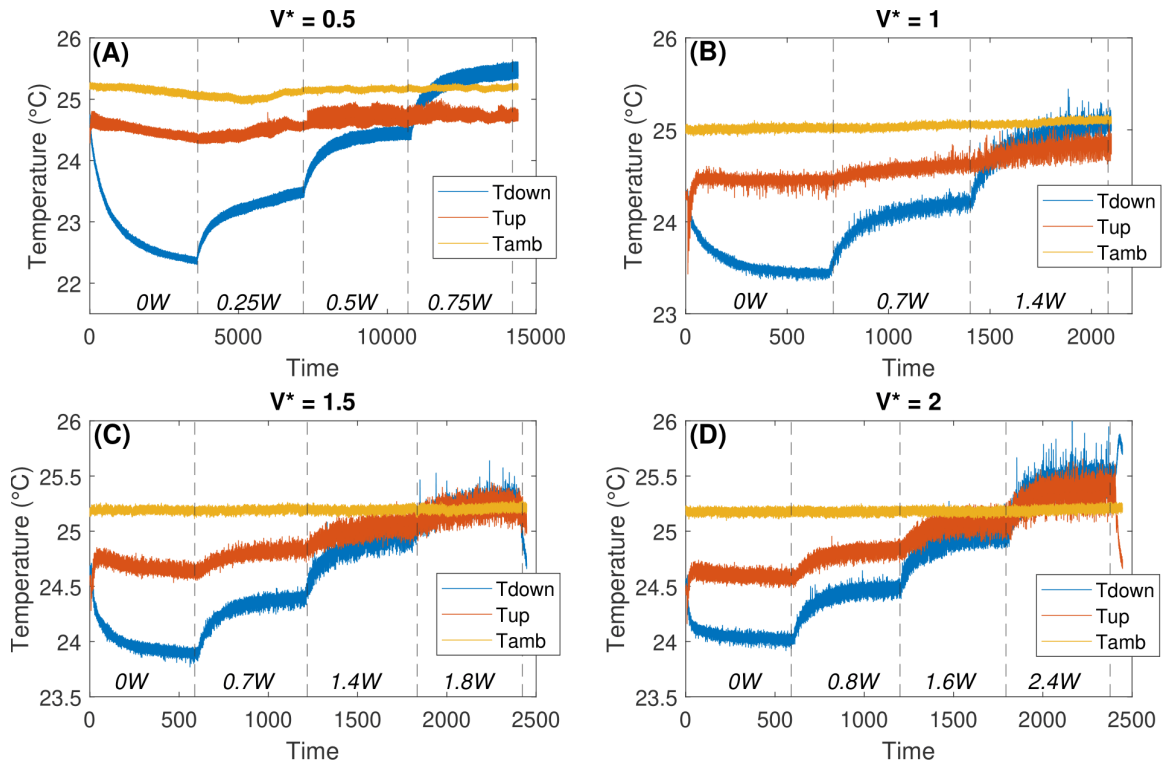 V* = 0.5
(A)
Temperature (°C)
26
25
24
23
22
Tdown
Tup
Tamb
0W 0.25W 0.5W 0.75W
0 5000 10000 15000
Time
V* = 1
(B)
Temperature (°C)
26
25
24
23
Tdown
Tup
Tamb
0W 0.7W 1.4W
0 500 1000 1500 2000
Time
V* = 1.5
(C)
Temperature (°C)
26
25.5
25
24.5
24
23.5
Tdown
Tup
Tamb
0W 0.7W 1.4W 1.8W
0 500 1000 1500 2000 2500
Time
V* = 2
(D)
Temperature (°C)
26
25.5
25
24.5
24
23.5
Tdown
Tup
Tamb
0W 0.8W 1.6W 2.4W
0 500 1000 1500 2000 2500
Time